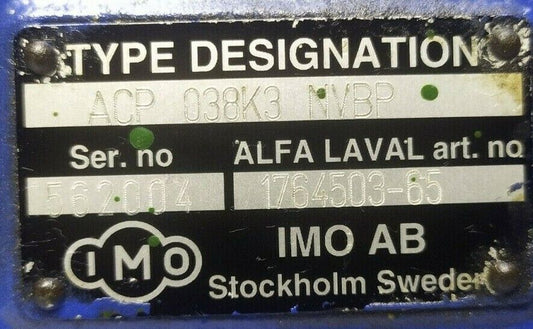 TYPE DESIGNATION
ACP 038K3 NVBP
Ser. no ALFA LAVAL art. no
562004 1764503-65
IMO IMO AB
Stockholm Sweden